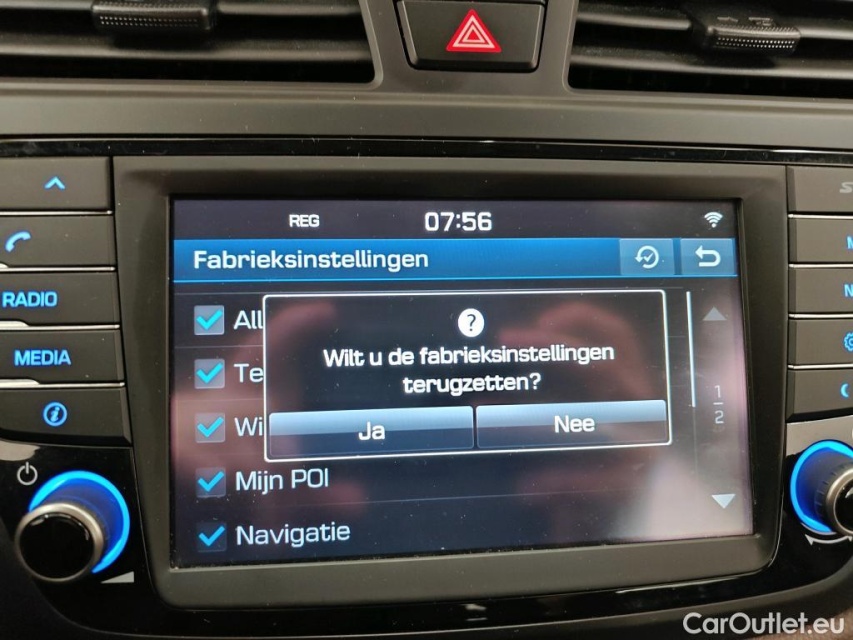 REG 07:56
Fabrieksinstellingen
All
Te
Wi
Mijn POI
Navigatie
?
Wilt u de fabrieksinstellingen
terugzetten?
Ja Nee
1
2
RADIO
MEDIA
CarOutlet.eu